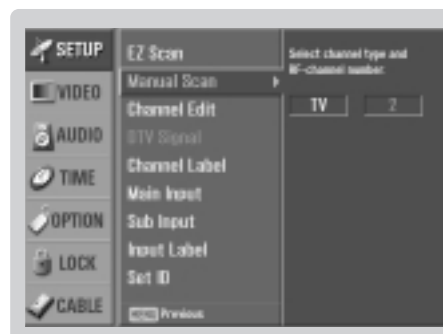 SETUP
VIDEO
AUDIO
TIME
OPTION
LOCK
CABLE
EZ Scan
Manual Scan
Channel Edit
DTV Signal
Channel Label
Main Input
Sub Input
Input Label
Set ID
Previous
Select channel type and
RF-channel number.
TV 2